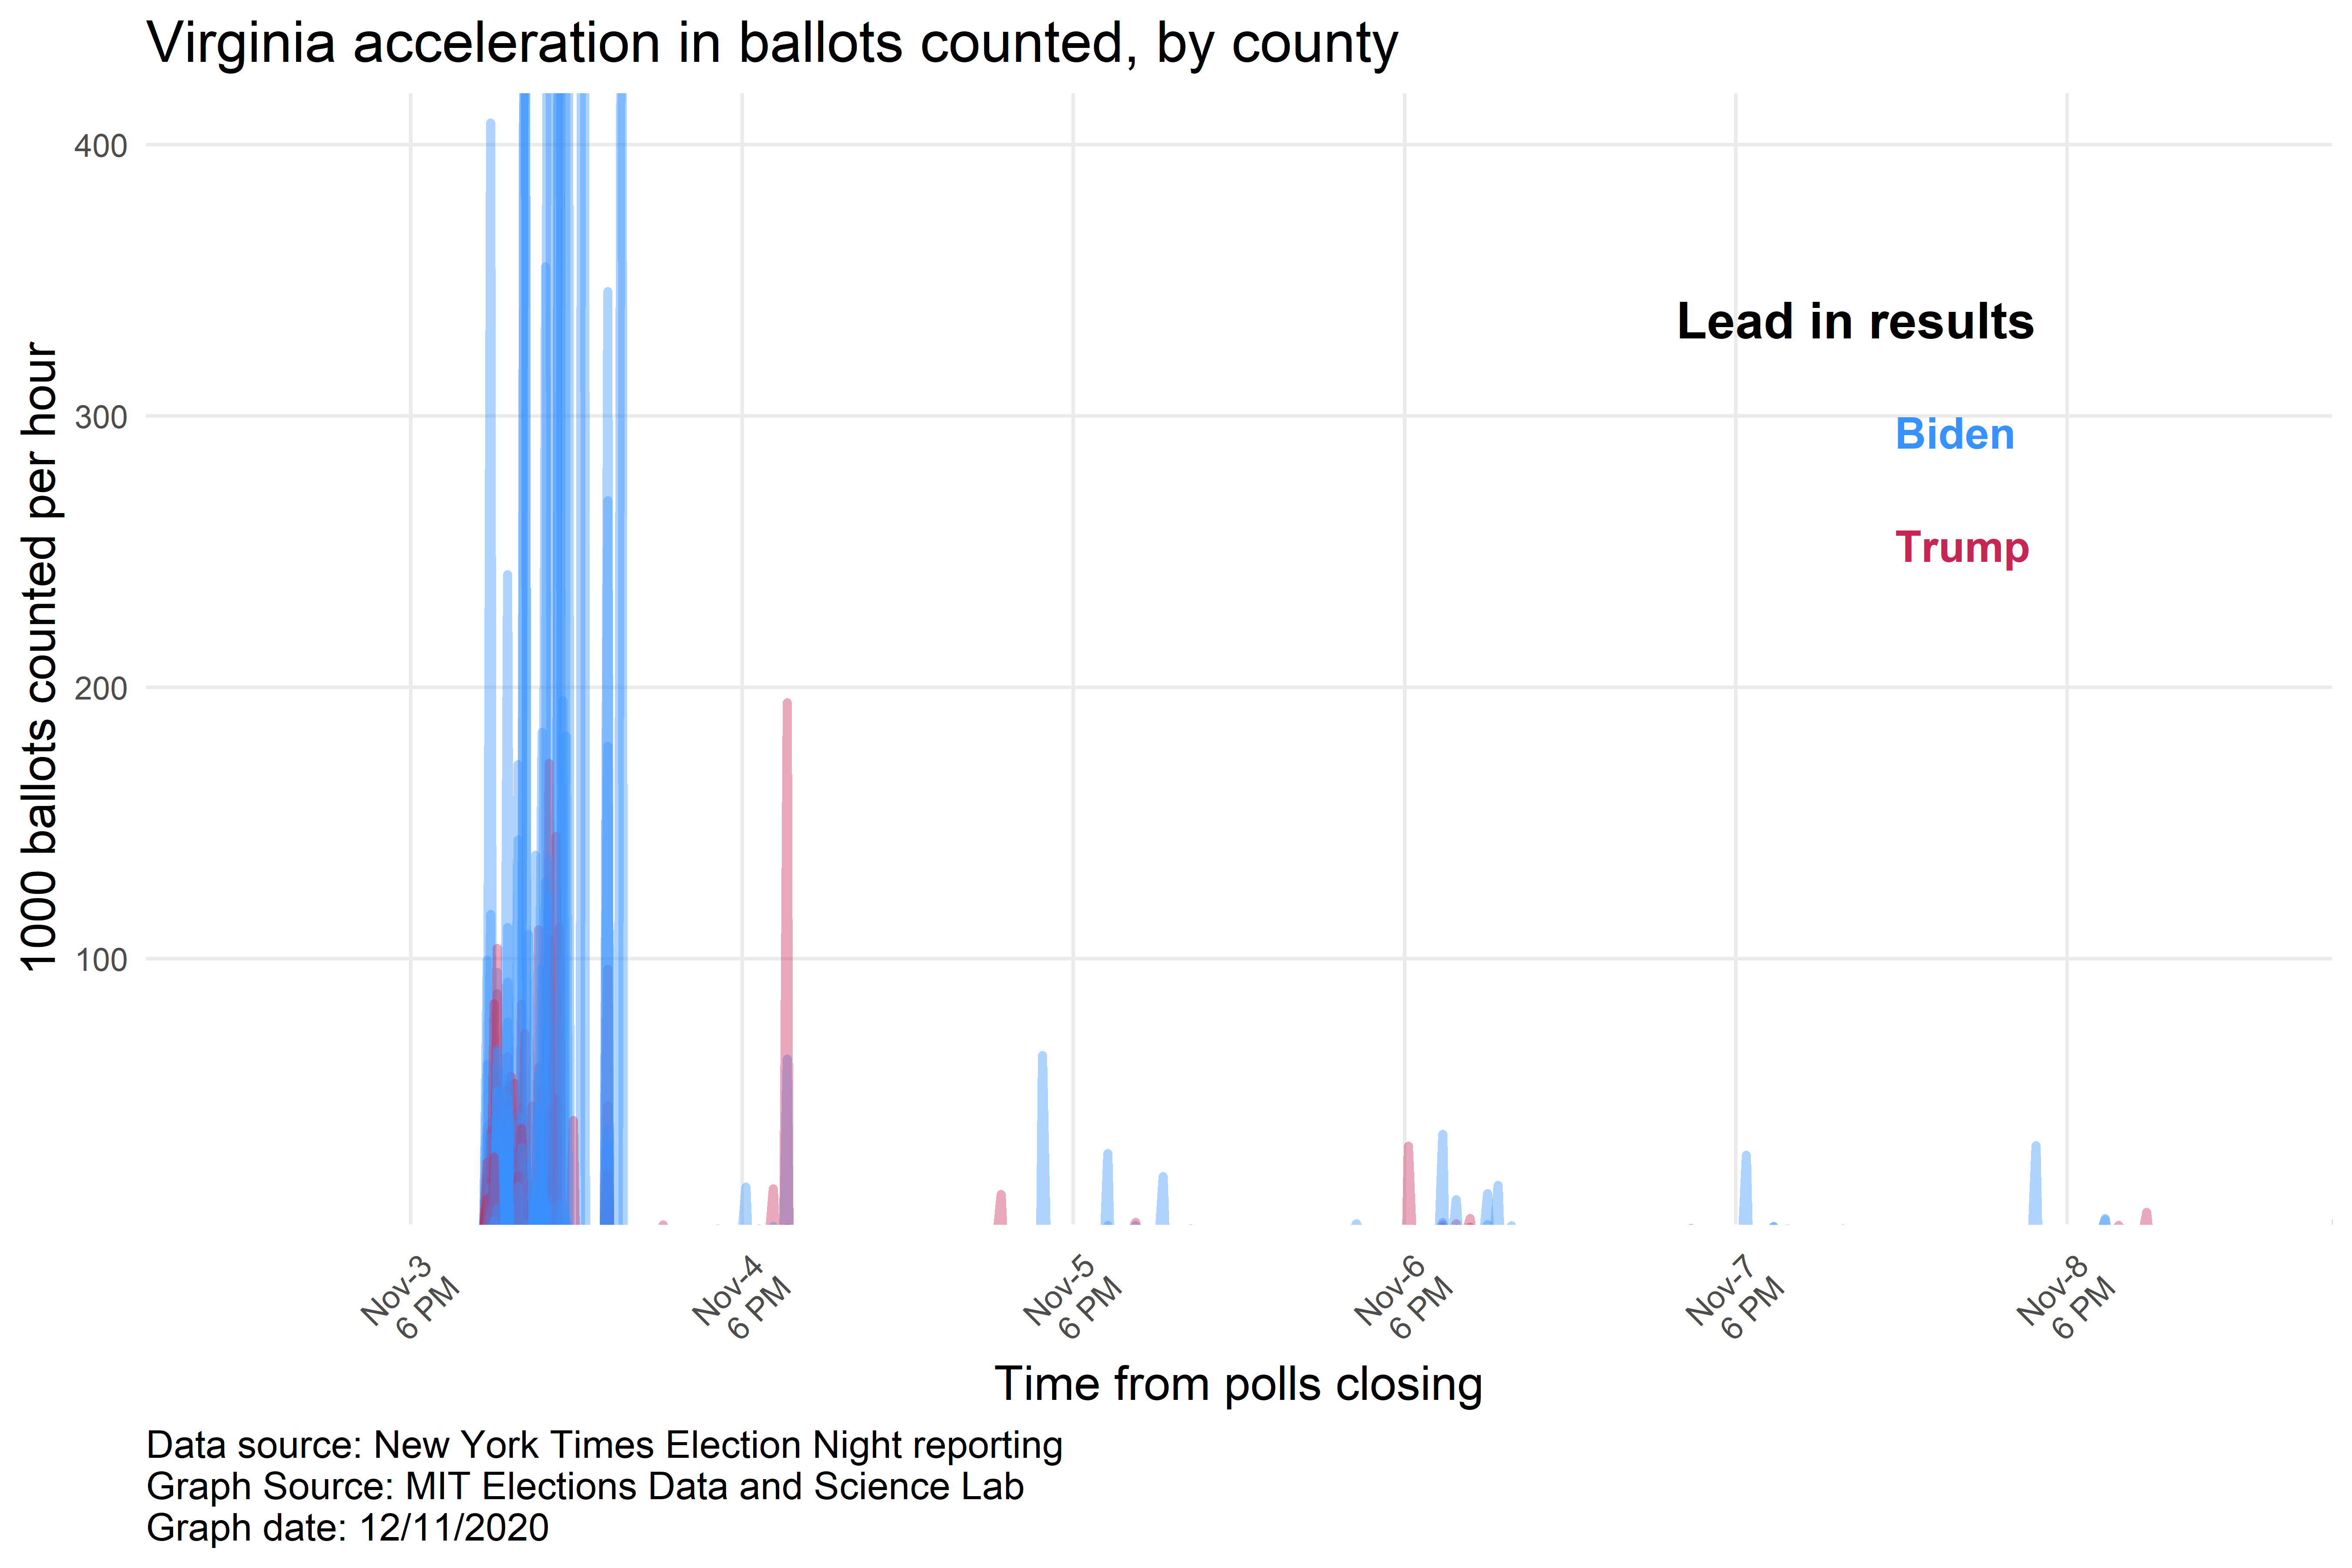 Virginia acceleration in ballots counted, by county
1000 ballots counted per hour
400
300
200
100
Lead in results
Biden
Trump
Nov-3
6 PM
Nov-4
6 PM
Nov-5
6 PM
Nov-6
6 PM
Nov-7
6 PM
Nov-8
6 PM
Time from polls closing
Data source: New York Times Election Night reporting
Graph Source: MIT Elections Data and Science Lab
Graph date: 12/11/2020